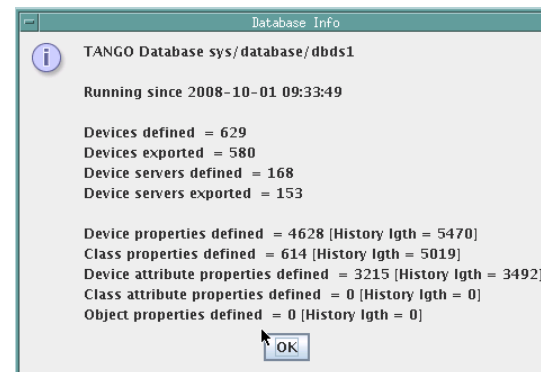 Database Info
TANGO Database sys/database/dbds1
Running since 2008-10-01 09:33:49
Devices defined = 629
Devices exported = 580
Device servers defined = 168
Device servers exported = 153
Device properties defined = 4628 [History lgth = 5470]
Class properties defined = 614 [History lgth = 5019]
Device attribute properties defined = 3215 [History lgth = 3492]
Class attribute properties defined = 0 [History lgth = 0]
Object properties defined = 0 [History lgth = 0]
OK